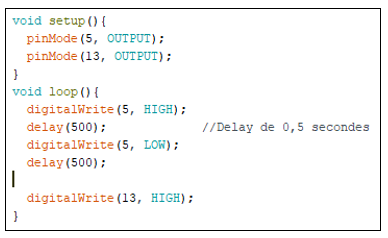 void setup(){
pinMode(5, OUTPUT);
pinMode(13, OUTPUT);
}
void loop(){
digitalWrite(5, HIGH);
delay(500); //Delay de 0,5 secondes
digitalWrite(5, LOW);
delay(500);
digitalWrite(13, HIGH);
}